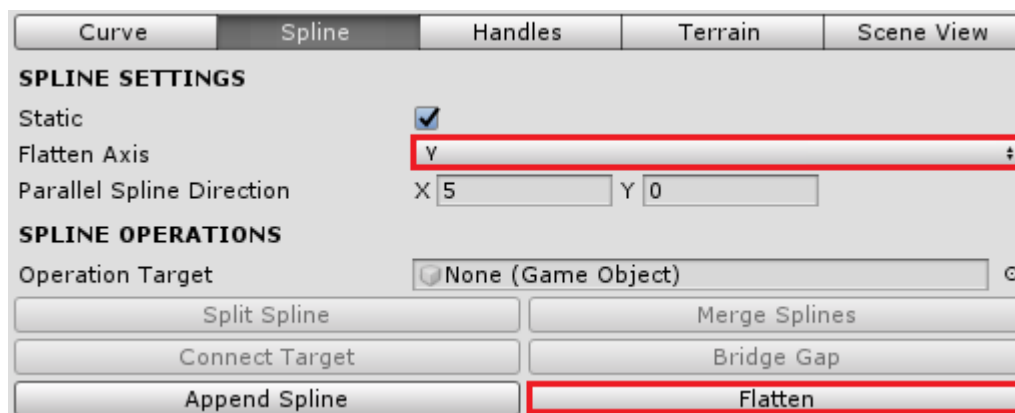 Curve Spline Handles Terrain Scene View
SPLINE SETTINGS
Static
Flatten Axis Y
Parallel Spline Direction X 5 Y 0
SPLINE OPERATIONS
Operation Target None (Game Object)
Split Spline Merge Splines
Connect Target Bridge Gap
Append Spline Flatten